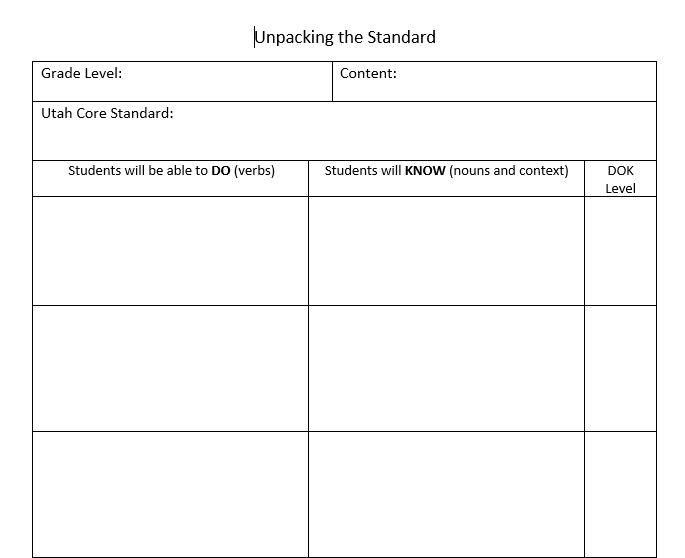 Unpacking the Standard
Grade Level:
Content:
Utah Core Standard:
Students will be able to DO (verbs)
Students will KNOW (nouns and context)
DOK
Level